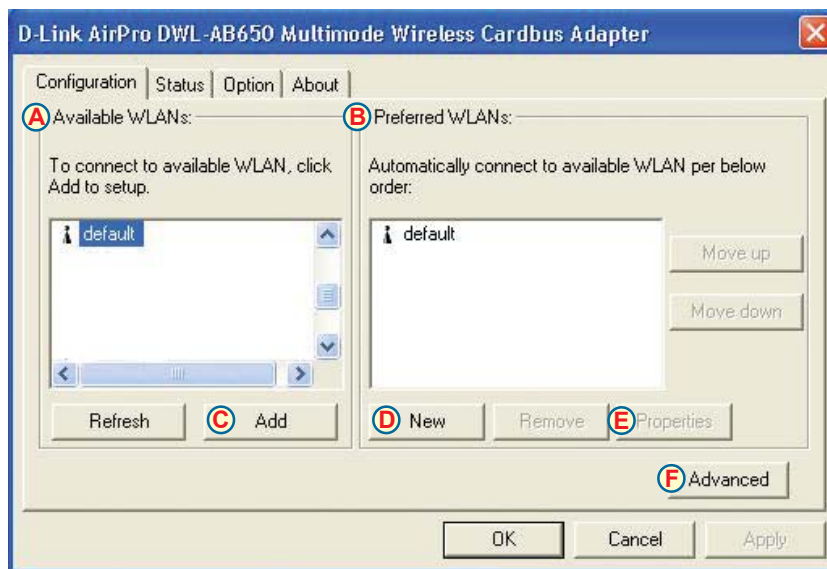 D-Link AirPro DWL-AB650 Multimode Wireless Cardbus Adapter
Configuration Status Option About
A Available WLANs:
To connect to available WLAN, click
Add to setup.
default
Refresh
C Add
B Preferred WLANs:
Automatically connect to available WLAN per below
order:
default
Move up
Move down
D New
Remove
E Properties
F Advanced
OK Cancel Apply